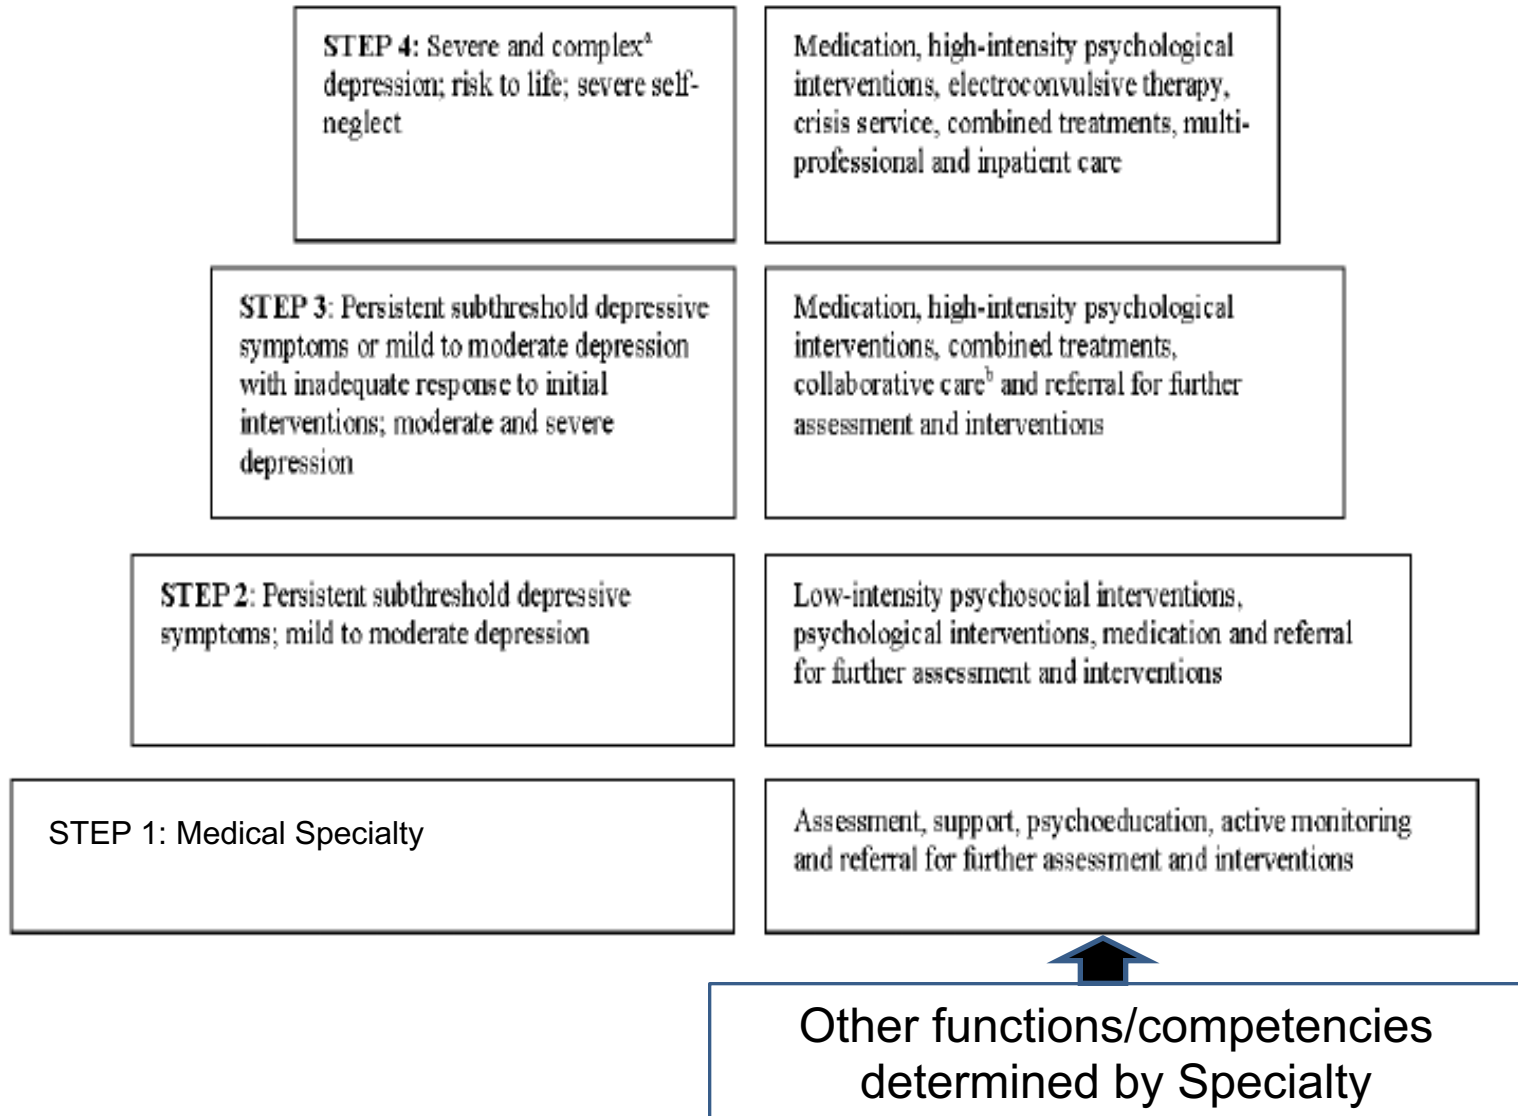 STEP 4: Severe and complexᵃ
depression; risk to life; severe self-
neglect
Medication, high-intensity psychological
interventions, electroconvulsive therapy,
crisis service, combined treatments, multi-
professional and inpatient care
STEP 3: Persistent subthreshold depressive
symptoms or mild to moderate depression
with inadequate response to initial
interventions; moderate and severe
depression
Medication, high-intensity psychological
interventions, combined treatments,
collaborative careᵇ and referral for further
assessment and interventions
STEP 2: Persistent subthreshold depressive
symptoms; mild to moderate depression
Low-intensity psychosocial interventions,
psychological interventions, medication and referral
for further assessment and interventions
STEP 1: Medical Specialty
Assessment, support, psychoeducation, active monitoring
and referral for further assessment and interventions
Other functions/competencies
determined by Specialty